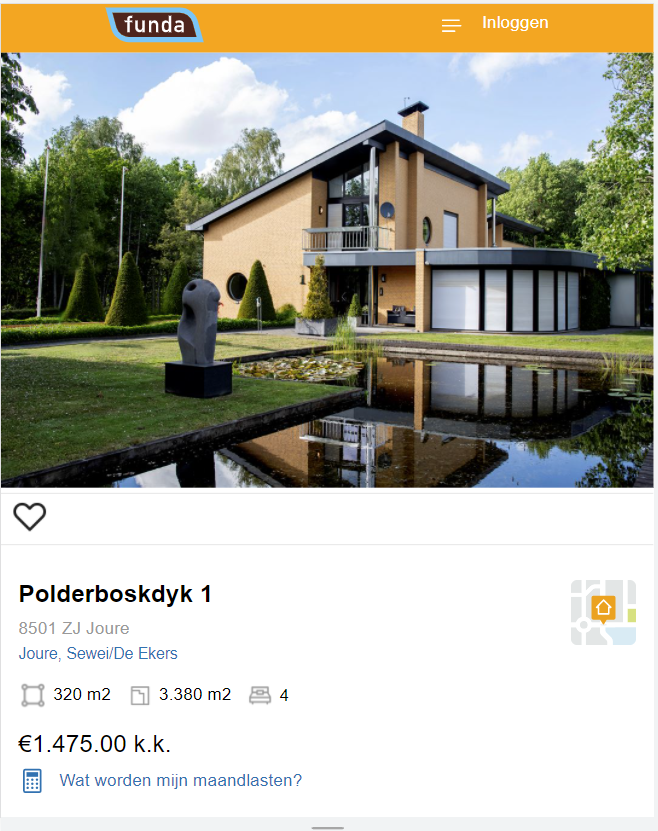 funda
Inloggen
Polderboskdyk 1
8501 ZJ Joure
Joure, Sewei/De Ekers
320 m2 3.380 m2 4
€1.475.00 k.k.
Wat worden mijn maandlasten?